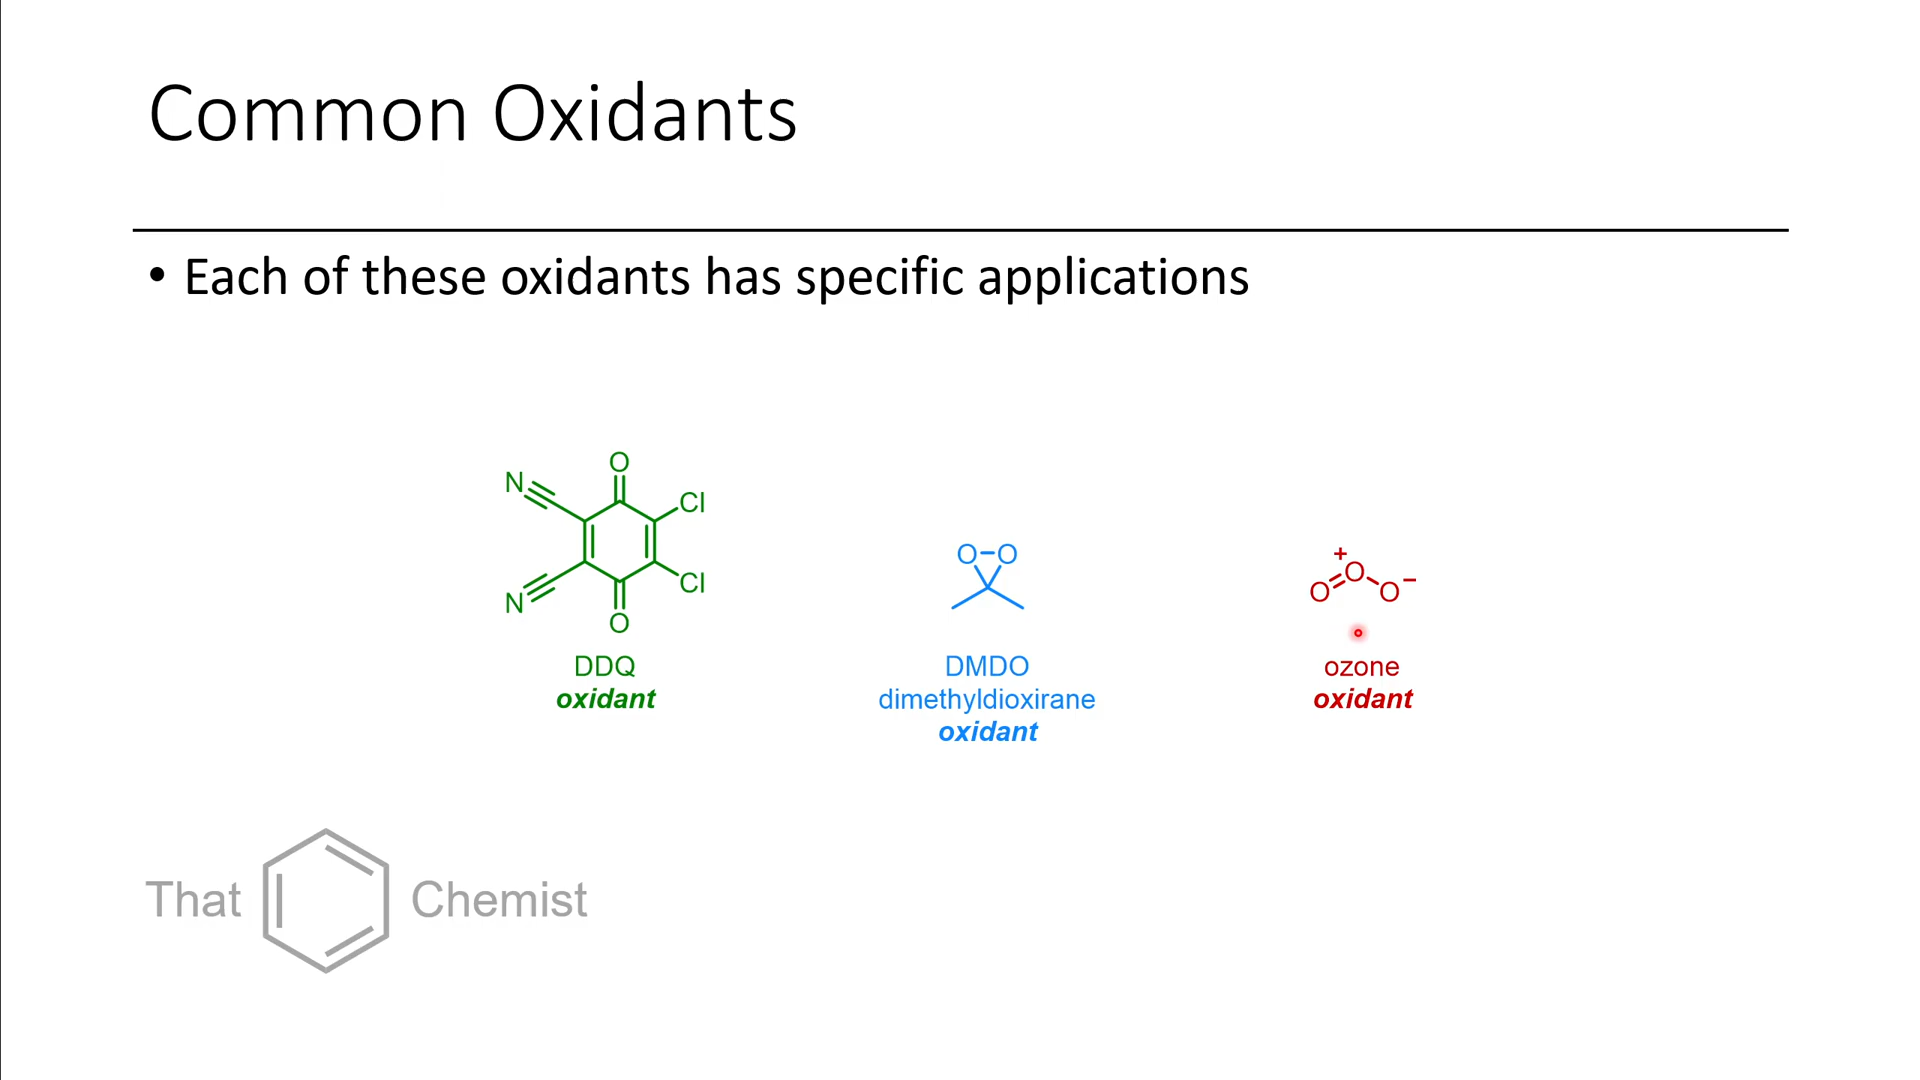 Common Oxidants
• Each of these oxidants has specific applications
O
N
Cl
Cl
N
O
DDQ
oxidant
O O
DMDO
dimethyldioxirane
oxidant
+
O
O
O −
ozone
oxidant
That Chemist